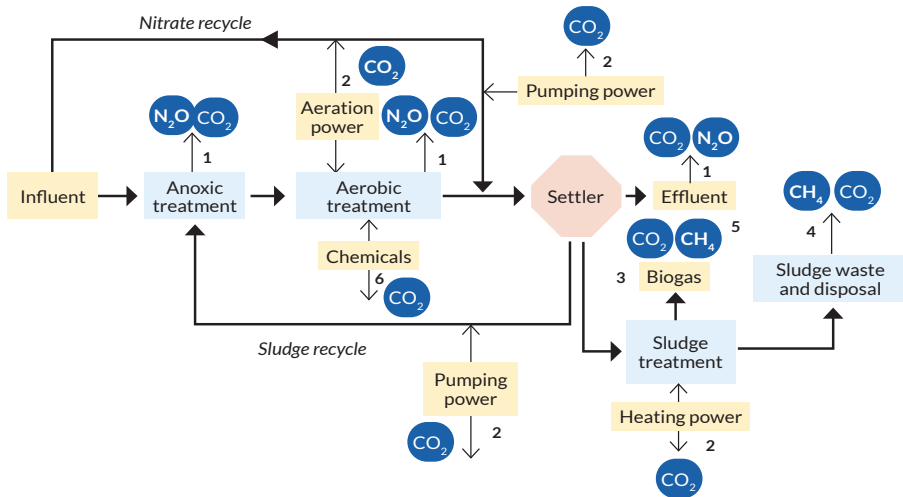 Nitrate recycle
CO₂
2
Pumping power
CO₂
2
Aeration
power
N₂O CO₂
1
N₂O CO₂
1
CO₂ N₂O
1
Influent
Anoxic
treatment
Aerobic
treatment
Settler
Effluent
5
CH₄ CO₂
4
Chemicals
6
CO₂
CO₂ CH₄
3
Biogas
Sludge waste
and disposal
Sludge recycle
Sludge
treatment
Pumping
power
2
CO₂
Heating power
2
CO₂